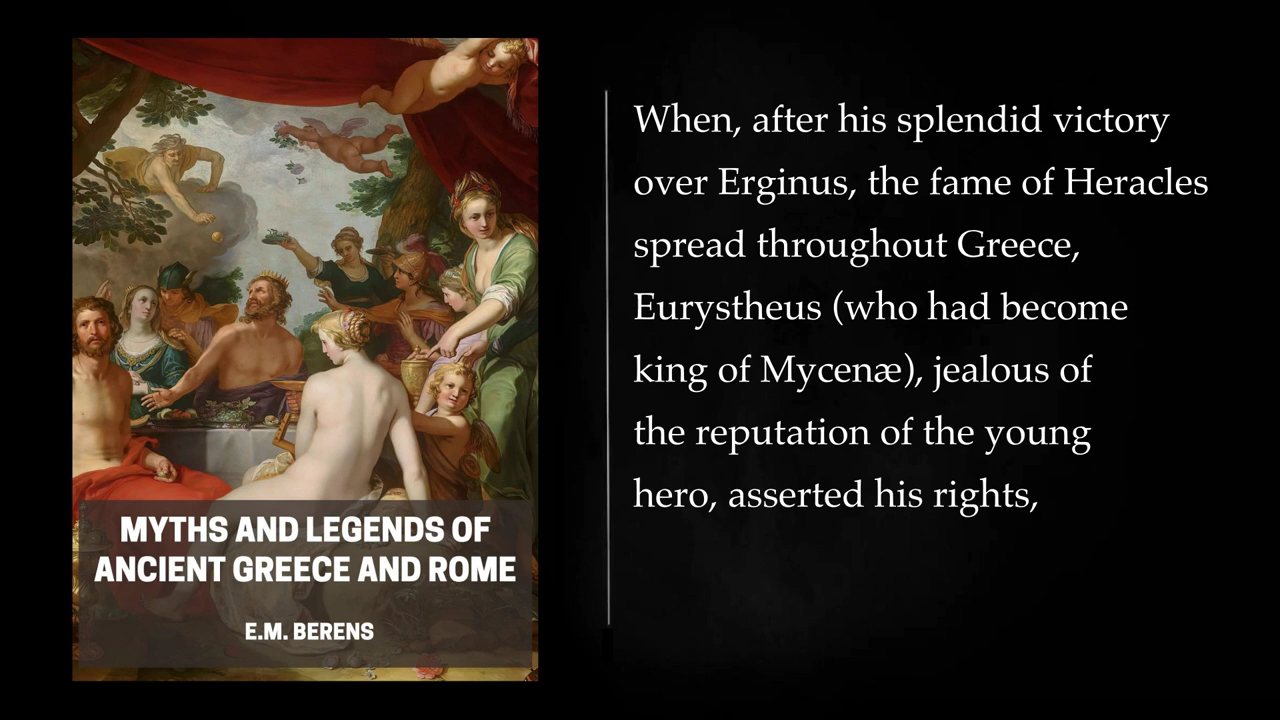 MYTHS AND LEGENDS OF
ANCIENT GREECE AND ROME
E.M. BERENS
When, after his splendid victory
over Erginus, the fame of Heracles
spread throughout Greece,
Eurystheus (who had become
king of Mycenæ), jealous of
the reputation of the young
hero, asserted his rights,